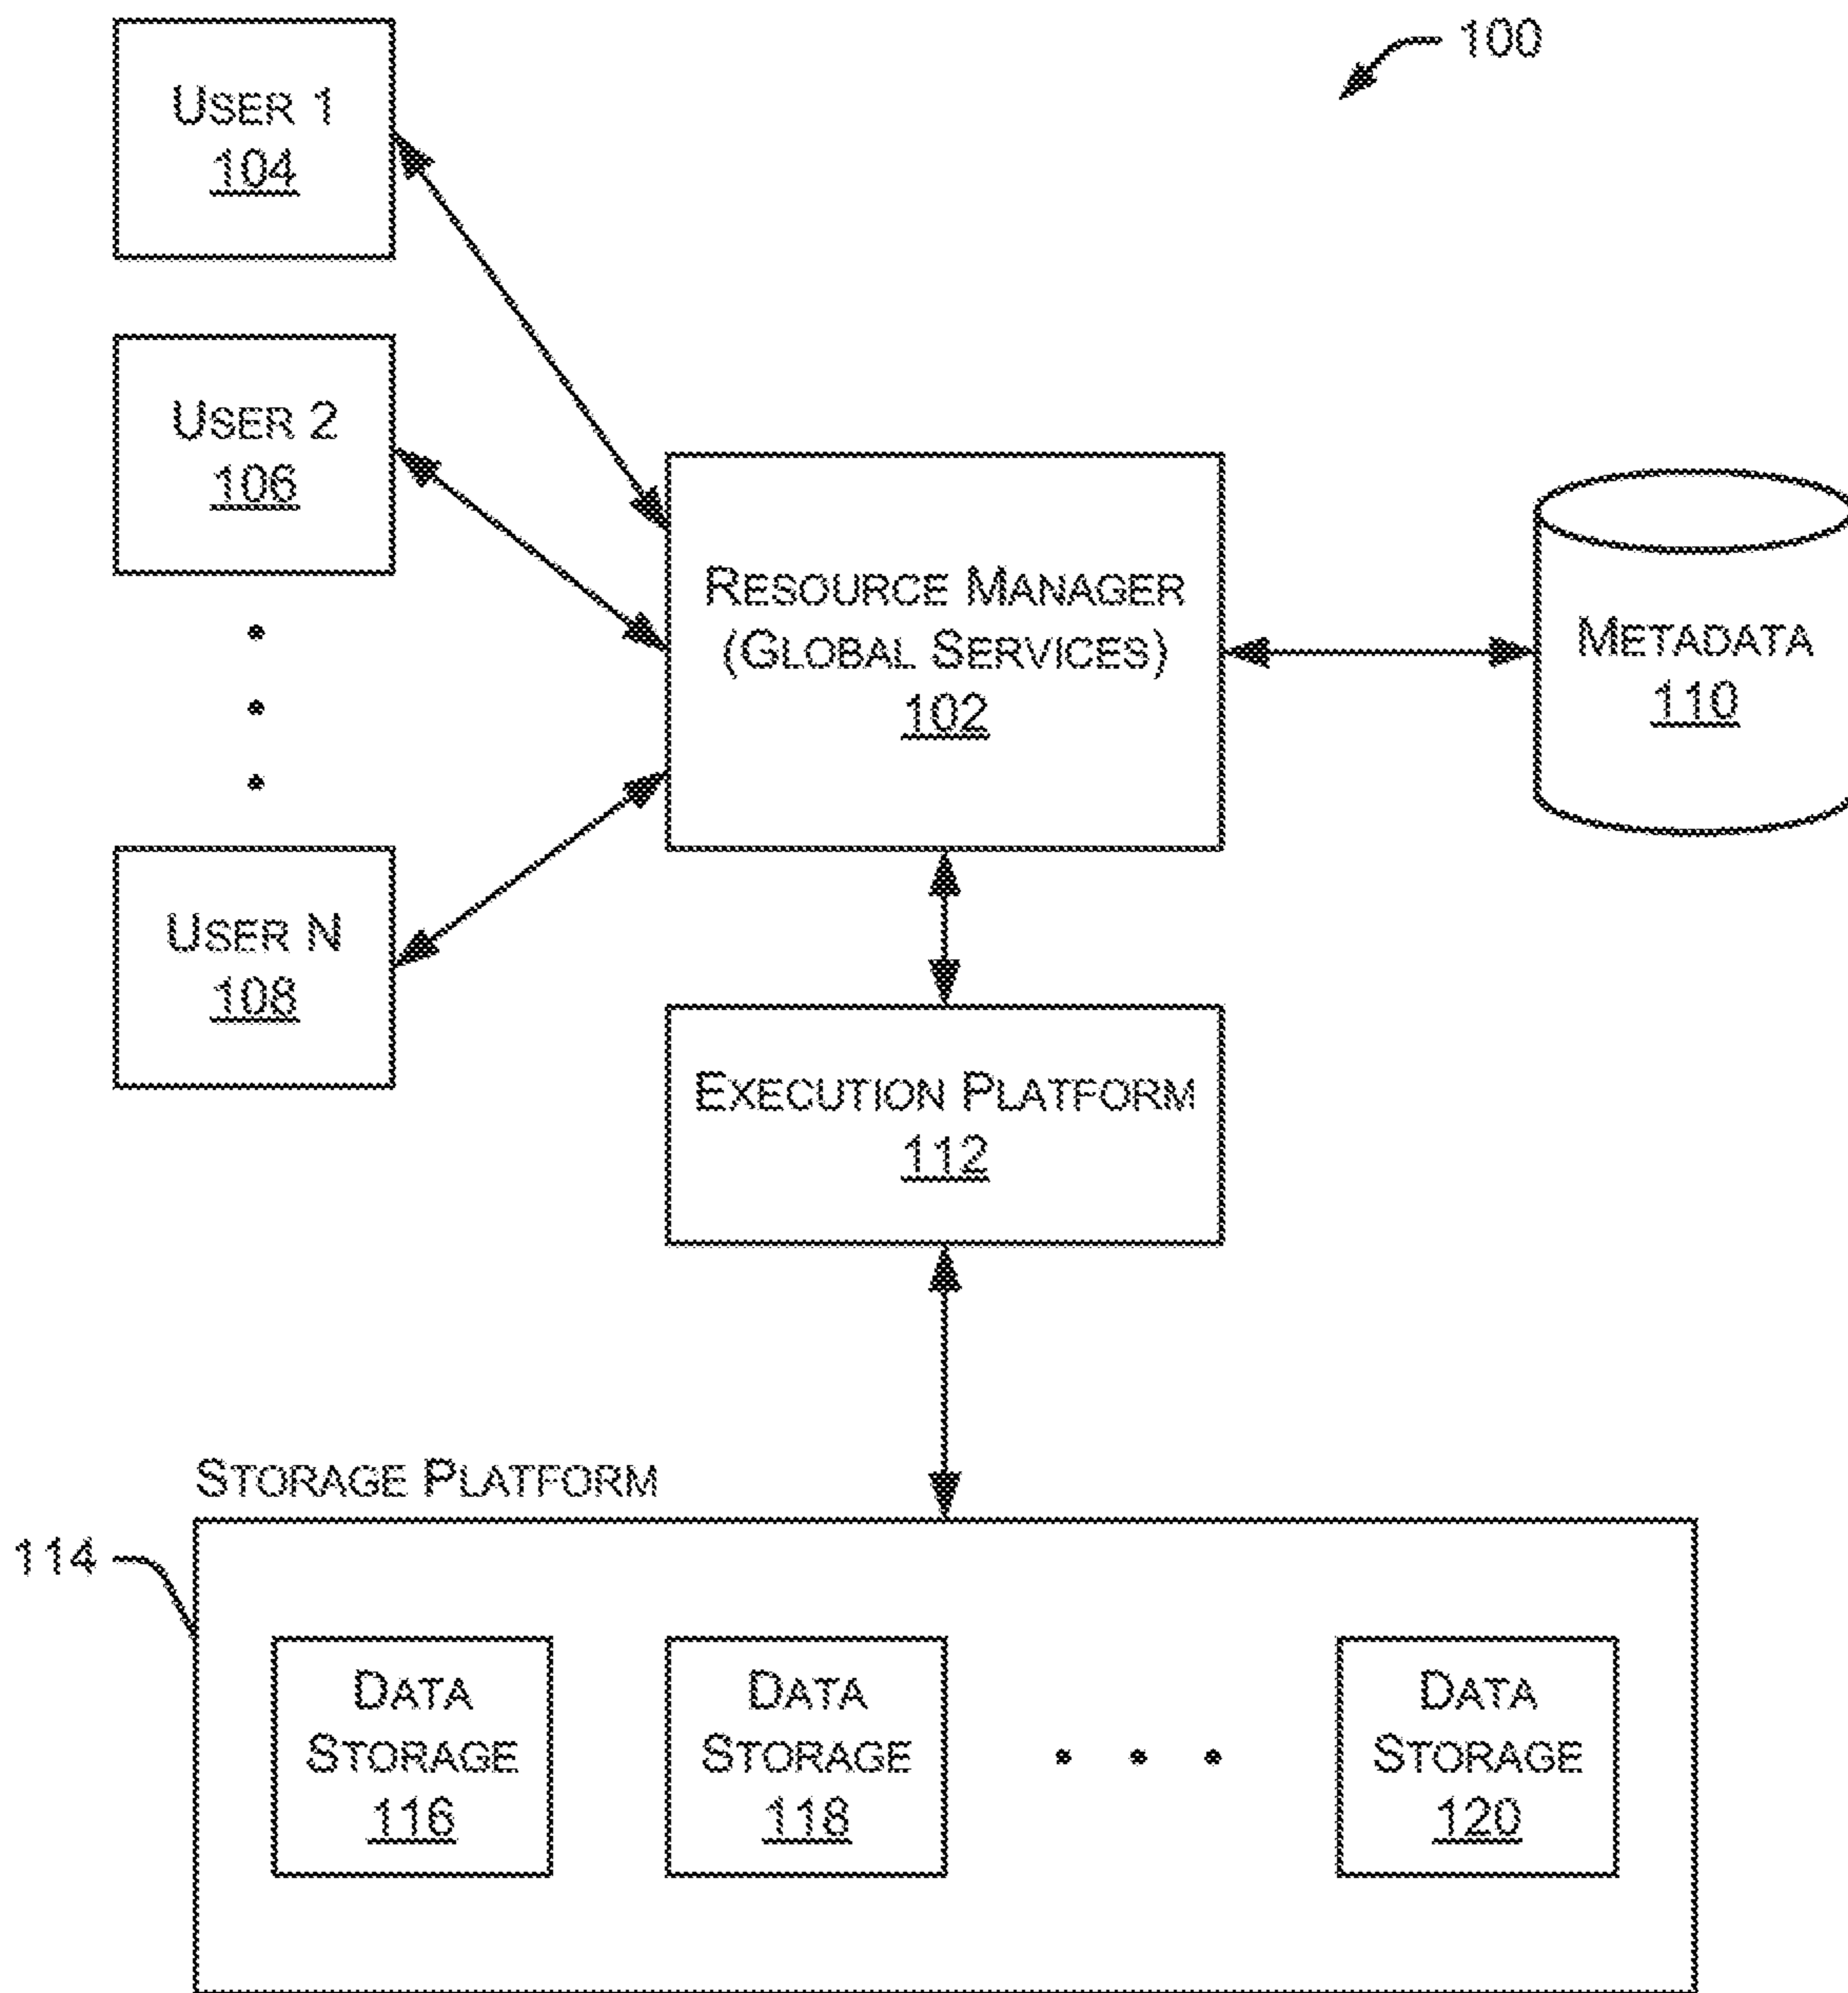 100
USER 1
104
USER 2
106
RESOURCE MANAGER
(GLOBAL SERVICES)
102
METADATA
110
USER N
108
EXECUTION PLATFORM
112
STORAGE PLATFORM
114
DATA
STORAGE
116
DATA
STORAGE
118
DATA
STORAGE
120